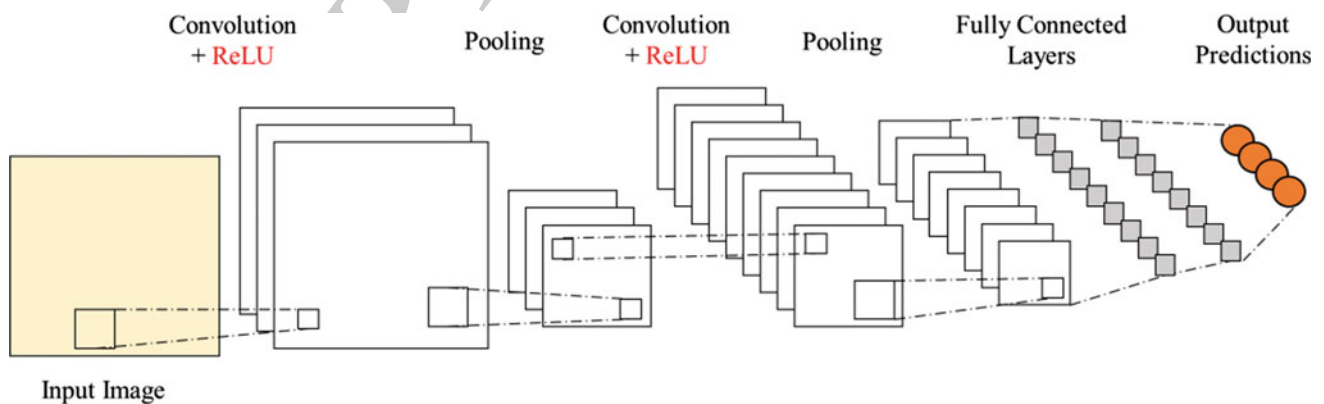 Convolution
+ ReLU
Pooling
Convolution
+ ReLU
Pooling
Fully Connected
Layers
Output
Predictions
Input Image